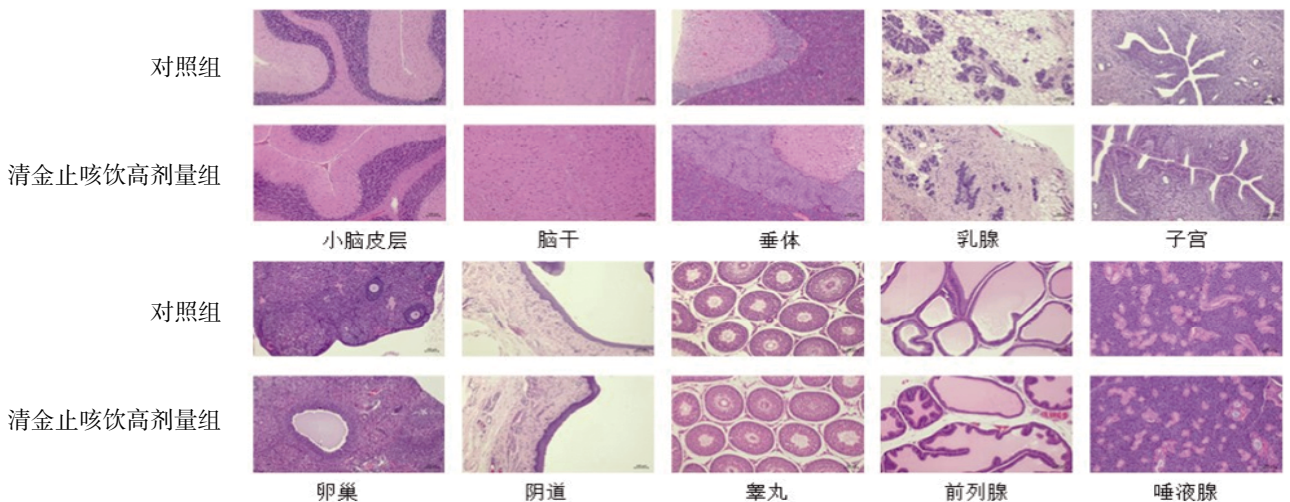 对照组
清金止咳饮高剂量组
小脑皮层 脑干 垂体 乳腺 子宫
对照组
清金止咳饮高剂量组
卵巢 阴道 睾丸 前列腺 唾液腺